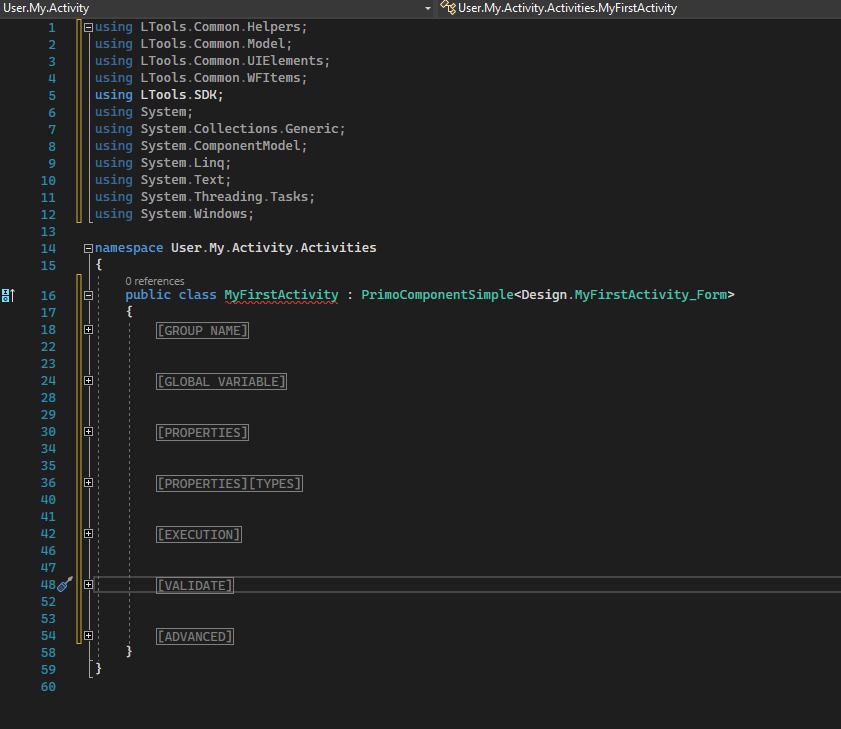 User.My.Activity
User.My.Activity.Activities.MyFirstActivity
1 using LTools.Common.Helpers;
2 using LTools.Common.Model;
3 using LTools.Common.UIElements;
4 using LTools.Common.WFItems;
5 using LTools.SDK;
6 using System;
7 using System.Collections.Generic;
8 using System.ComponentModel;
9 using System.Linq;
10 using System.Text;
11 using System.Threading.Tasks;
12 using System.Windows;
13
14 namespace User.My.Activity.Activities
15 {
0 references
16 public class MyFirstActivity : PrimoComponentSimple<Design.MyFirstActivity_Form>
17 {
18 [GROUP NAME]
22
23
24 [GLOBAL VARIABLE]
28
29
30 [PROPERTIES]
34
35
36 [PROPERTIES][TYPES]
40
41
42 [EXECUTION]
46
47
48 [VALIDATE]
52
53
54 [ADVANCED]
58 }
59 }
60